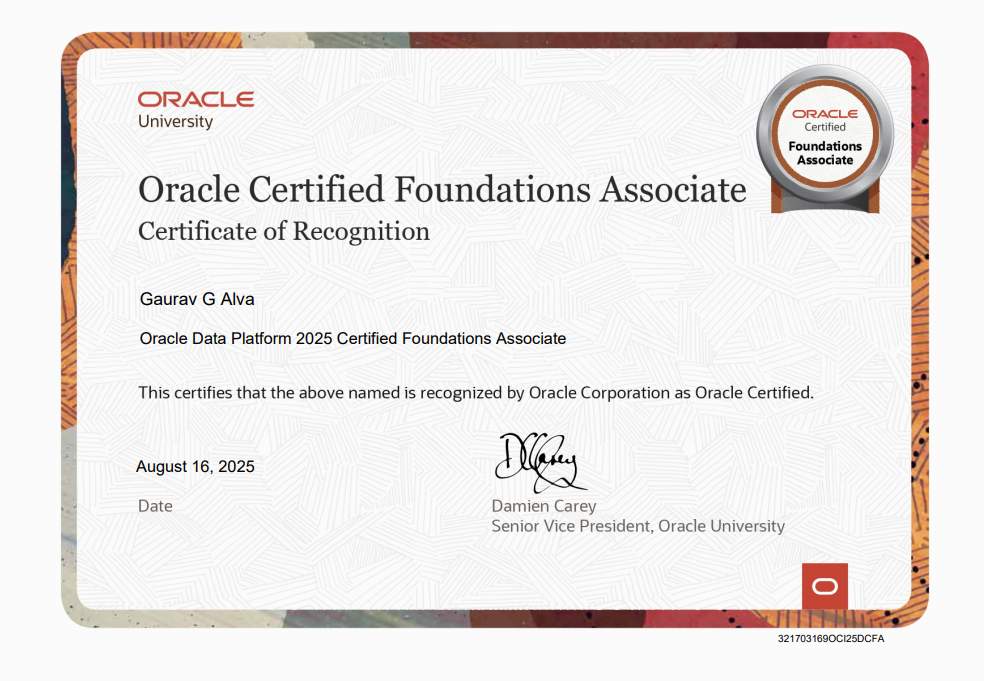 ORACLE
University
ORACLE
Certified
Foundations
Associate
Oracle Certified Foundations Associate
Certificate of Recognition
Gaurav G Alva
Oracle Data Platform 2025 Certified Foundations Associate
This certifies that the above named is recognized by Oracle Corporation as Oracle Certified.
August 16, 2025
Date
DCarey
Damien Carey
Senior Vice President, Oracle University
321703169OCI25DCFA